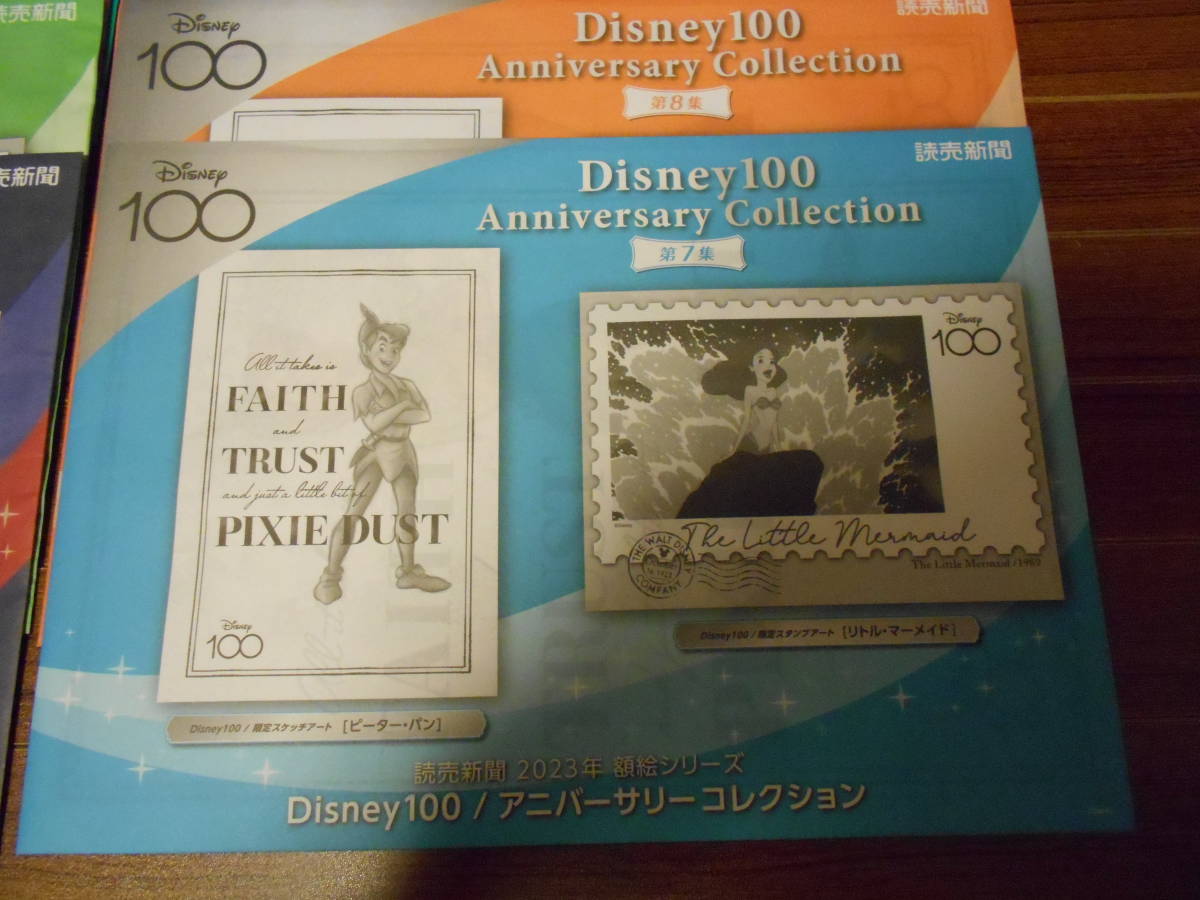 売新聞
売新聞
Disney
100
Disney100
Anniversary Collection
第8集
読売新聞
Disney
100
Disney100
Anniversary Collection
第7集
読売新聞
All it takes is
FAITH
and
TRUST
and just a little bit of
PIXIE DUST
Disney
100
Disney100 / 限定スケッチアート [ピーター・パン]
Disney
100
©Disney
The Little Mermaid
THE WALT DISNEY
COMPANY
The Little Mermaid /1989
Disney100 / 限定スタンプアート [リトル・マーメイド]
読売新聞 2023年 額絵シリーズ
Disney100 / アニバーサリー コレクション